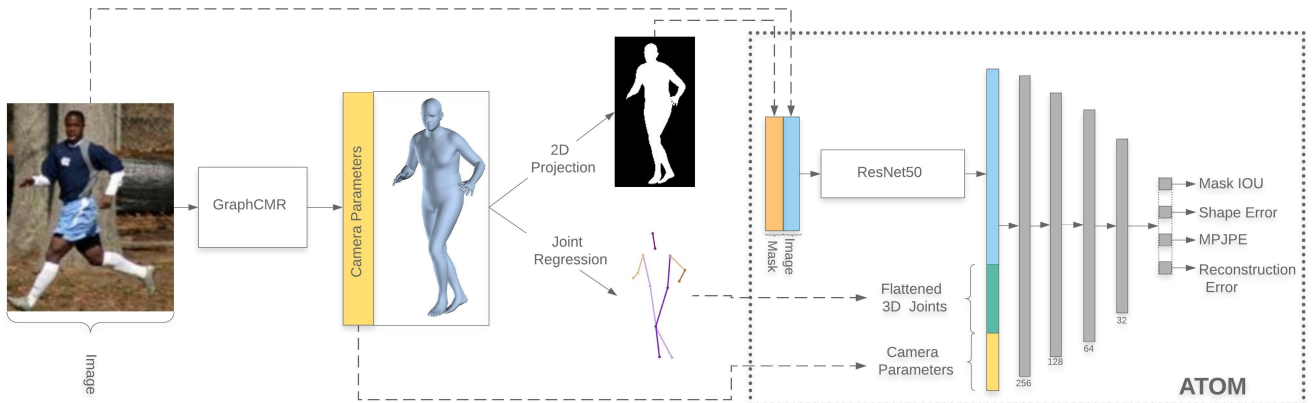 Image
GraphCMR
Camera Parameters
2D
Projection
Joint
Regression
Mask
Image
ResNet50
Flattened
3D Joints
Camera
Parameters
256
128
64
32
Mask IOU
Shape Error
MPJPE
Reconstruction
Error
ATOM